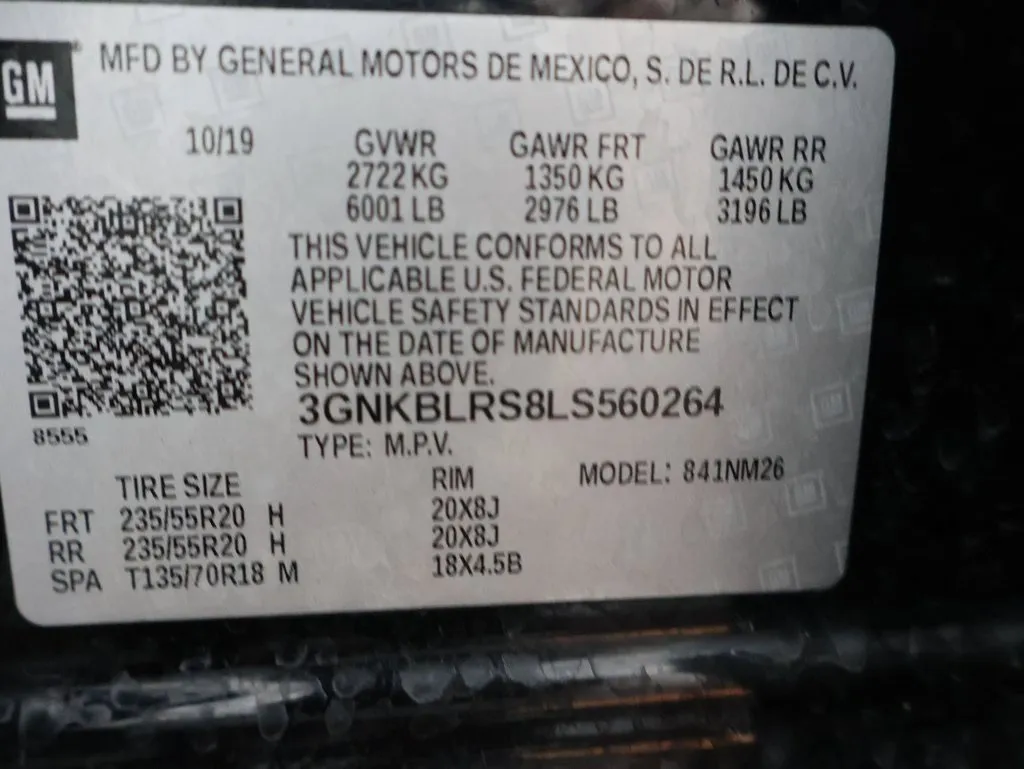 GM
MFD BY GENERAL MOTORS DE MEXICO, S. DE R.L. DE C.V.
10/19 GVWR GAWR FRT GAWR RR
2722 KG 1350 KG 1450 KG
6001 LB 2976 LB 3196 LB
THIS VEHICLE CONFORMS TO ALL
APPLICABLE U.S. FEDERAL MOTOR
VEHICLE SAFETY STANDARDS IN EFFECT
ON THE DATE OF MANUFACTURE
SHOWN ABOVE.
3GNKBLRS8LS560264
8555
TYPE: M.P.V.
TIRE SIZE RIM MODEL: 841NM26
FRT 235/55R20 H 20X8J
RR 235/55R20 H 20X8J
SPA T135/70R18 M 18X4.5B